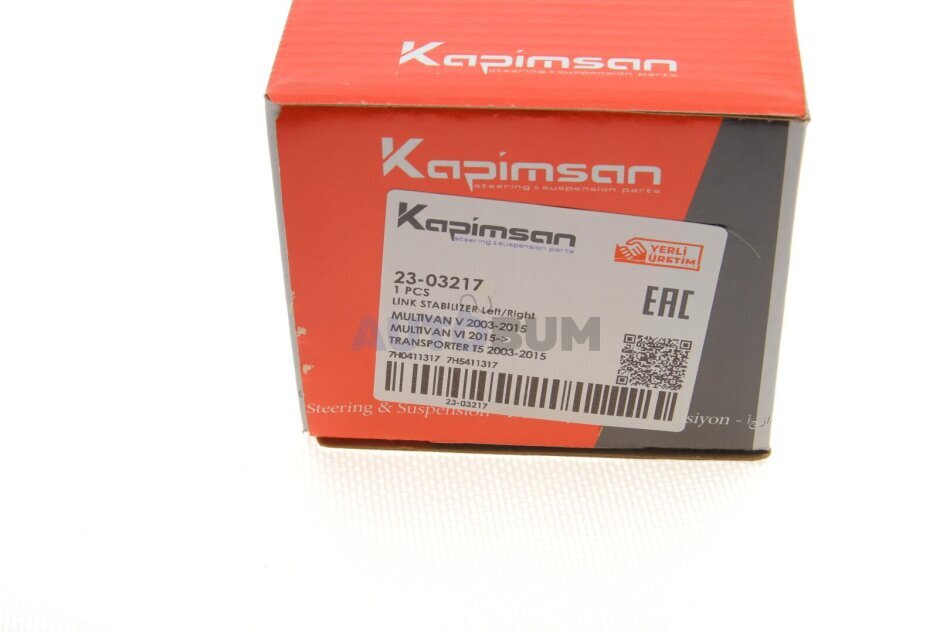 Kapimsan
steering & suspension parts
Kapimsan
steering & suspension parts
Kapimsan
steering & suspension parts
YERLİ
ÜRETİM
23-03217
1 PCS
EAC
LINK STABILIZER Left/Right
MULTIVAN V 2003-2015
MULTIVAN VI 2015->
TRANSPORTER T5 2003-2015
7H0411317 7H5411317
23-03217
Steering & Suspension -
siyon -
AUTOBUM